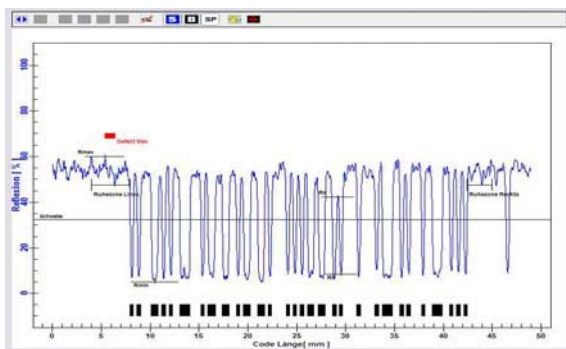 S B SP
100
80
60
40
20
0
Reflexion [ % ]
Defect Max
Rmax
Ruhezone Links
Schwelle
Rs
Rmin
Ruhezone Rechts
0 5 10 15 20 25 30 35 40 45 50
Code Länge[ mm ]